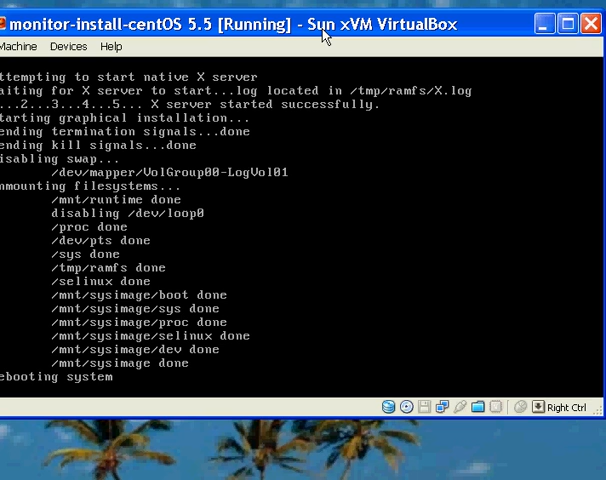 monitor-install-centOS 5.5 [Running] - Sun xVM VirtualBox
Machine Devices Help
ttempting to start native X server
aiting for X server to start...log located in /tmp/ramfs/X.log
...2...3...4...5... X server started successfully.
tarting graphical installation...
ending termination signals...done
ending kill signals...done
isabling swap...
/dev/mapper/VolGroup00-LogVol01
nmounting filesystems...
/mnt/runtime done
disabling /dev/loop0
/proc done
/dev/pts done
/sys done
/tmp/ramfs done
/selinux done
/mnt/sysimage/boot done
/mnt/sysimage/sys done
/mnt/sysimage/proc done
/mnt/sysimage/selinux done
/mnt/sysimage/dev done
/mnt/sysimage done
ebooting system
Right Ctrl